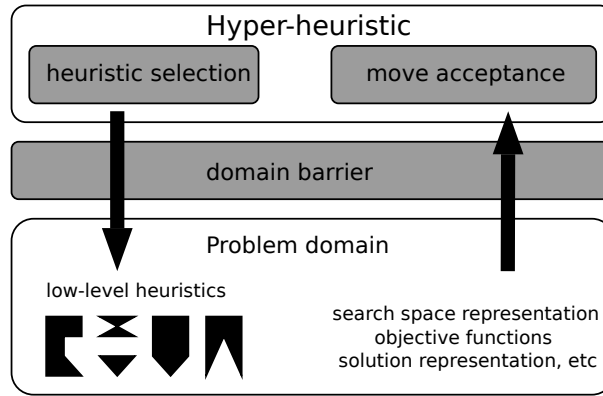 Hyper-heuristic
heuristic selection
move acceptance
domain barrier
Problem domain
low-level heuristics
search space representation
objective functions
solution representation, etc